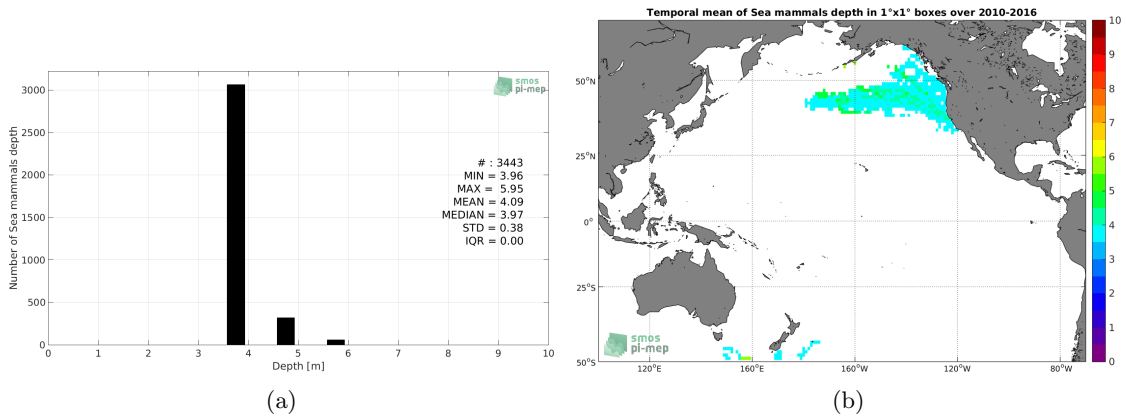 Number of Sea mammals depth
3000
2500
2000
1500
1000
500
0
0 1 2 3 4 5 6 7 8 9 10
Depth [m]
smos
pi-mep
# : 3443
MIN = 3.96
MAX = 5.95
MEAN = 4.09
MEDIAN = 3.97
STD = 0.38
IQR = 0.00
(a)
Temporal mean of Sea mammals depth in 1°x1° boxes over 2010-2016
50°N
25°N
0°
25°S
50°S
120°E 160°E 160°W 120°W 80°W
smos
pi-mep
10
9
8
7
6
5
4
3
2
1
0
(b)